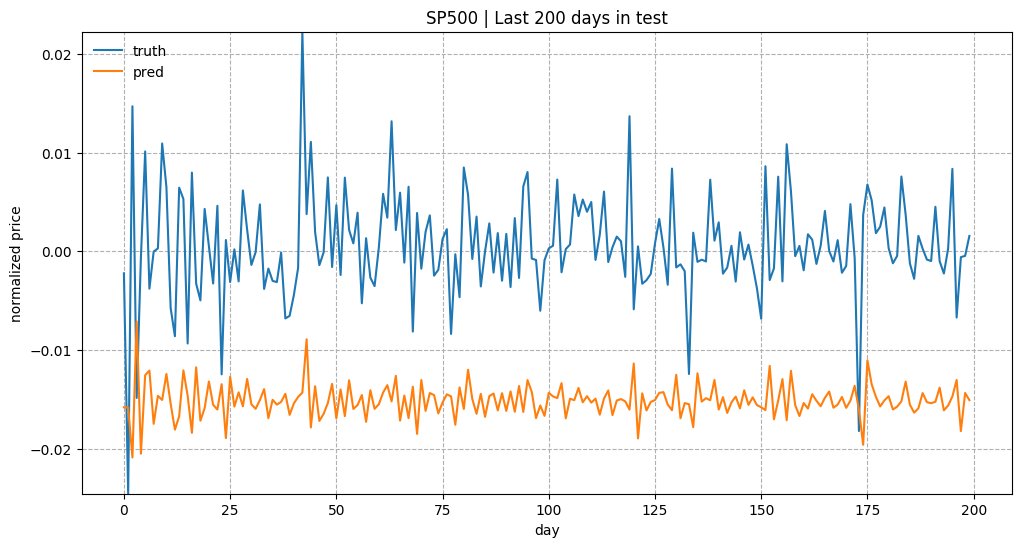 SP500 | Last 200 days in test
truth
pred
normalized price
0.02
0.01
0.00
−0.01
−0.02
0 25 50 75 100 125 150 175 200
day